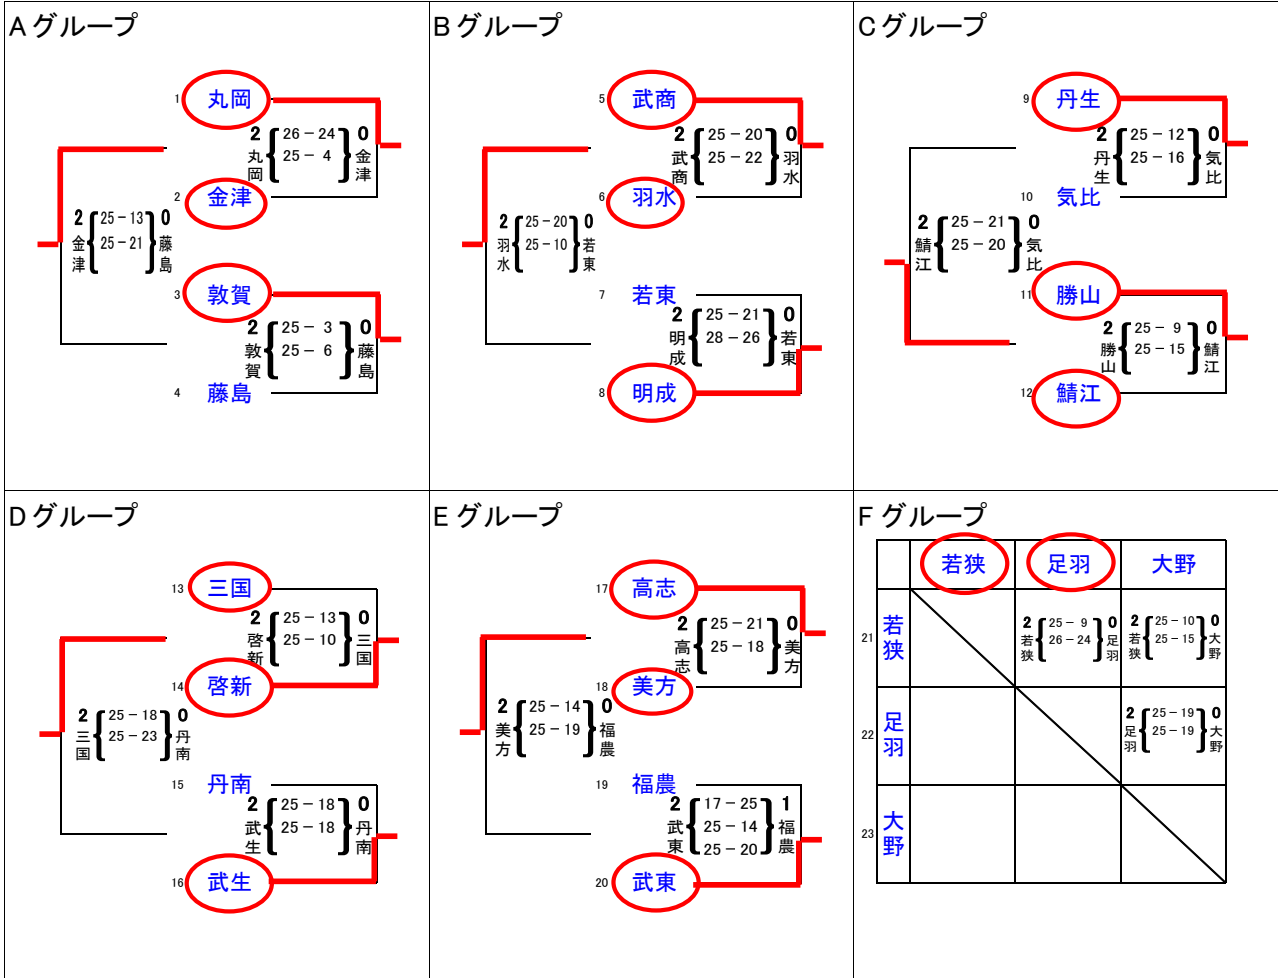 A グループ
1 丸岡
2 26－24 0
丸岡 25－ 4 金津
2 金津
2 25－13 0
金津 25－21 藤島
3 敦賀
2 25－ 3 0
敦賀 25－ 6 藤島
4 藤島
B グループ
5 武商
2 25－20 0
武商 25－22 羽水
6 羽水
2 25－20 0
羽水 25－10 若東
7 若東
2 25－21 0
明成 28－26 若東
8 明成
C グループ
9 丹生
2 25－12 0
丹生 25－16 気比
10 気比
2 25－21 0
鯖江 25－20 気比
11 勝山
2 25－ 9 0
勝山 25－15 鯖江
12 鯖江
D グループ
13 三国
2 25－13 0
啓新 25－10 三国
14 啓新
2 25－18 0
三国 25－23 丹南
15 丹南
2 25－18 0
武生 25－18 丹南
16 武生
E グループ
17 高志
2 25－21 0
高志 25－18 美方
18 美方
2 25－14 0
美方 25－19 福農
19 福農
2 17－25 1
武東 25－14 福農
25－20
20 武東
F グループ
若狭 足羽 大野
21 若狭
2 25－ 9 0
若狭 26－24 足羽
2 25－10 0
若狭 25－15 大野
22 足羽
2 25－19 0
足羽 25－19 大野
23 大野